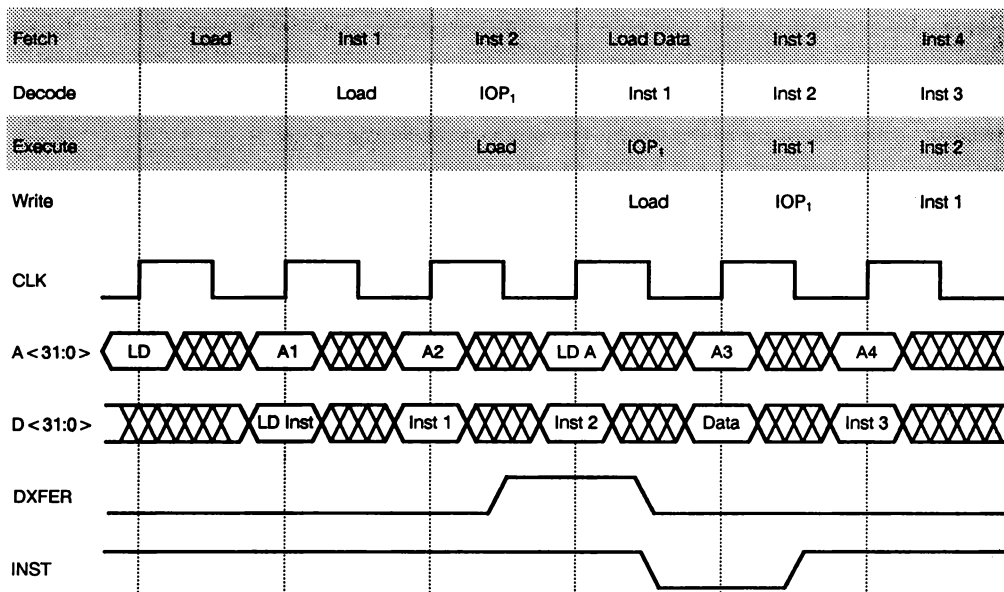 Fetch Load Inst 1 Inst 2 Load Data Inst 3 Inst 4
Decode Load IOP₁ Inst 1 Inst 2 Inst 3
Execute Load IOP₁ Inst 1 Inst 2
Write Load IOP₁ Inst 1
CLK
A<31:0> LD A1 A2 LD A A3 A4
D<31:0> LD Inst Inst 1 Inst 2 Data Inst 3
DXFER
INST